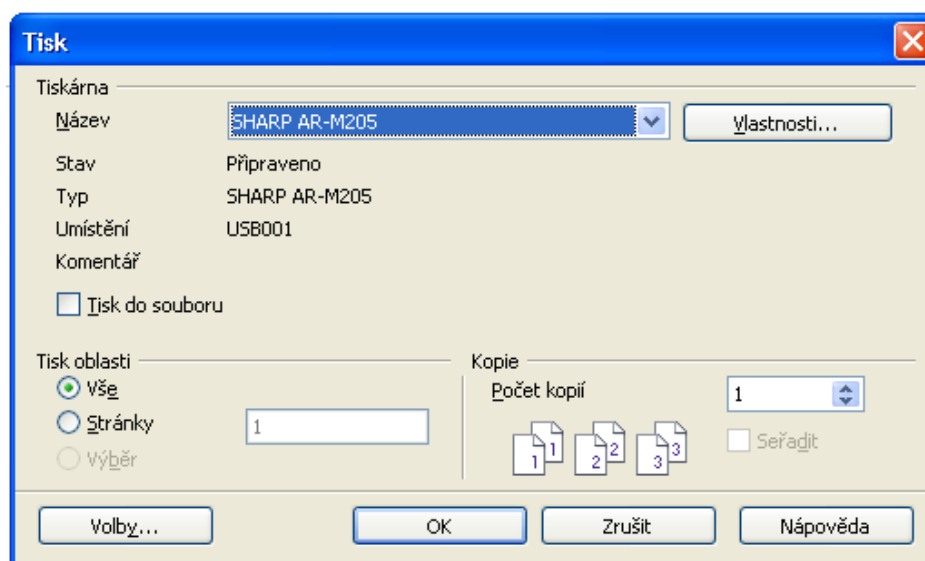 Tisk
Tiskárna
Název SHARP AR-M205 Vlastnosti...
Stav Připraveno
Typ SHARP AR-M205
Umístění USB001
Komentář
Tisk do souboru
Tisk oblasti Kopie
Vše Počet kopií 1
Stránky 1
1 1 2 2 3 3 Seřadit
Výběr
Volby... OK Zrušit Nápověda